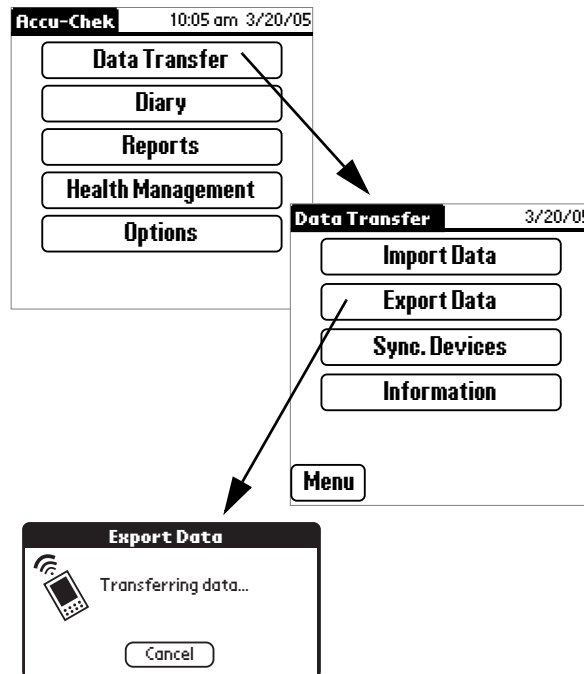 Accu-Chek 10:05 am 3/20/05
Data Transfer
Diary
Reports
Health Management
Options
Data Transfer 3/20/05
Import Data
Export Data
Sync. Devices
Information
Menu
Export Data
Transferring data...
Cancel